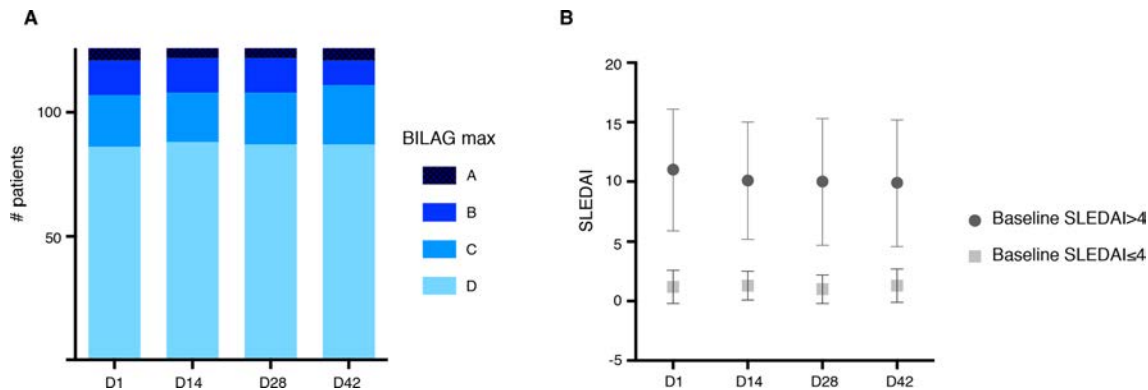 A
# patients
100
50
D1 D14 D28 D42
BILAG max
A
B
C
D
B
SLEDAI
20
15
10
5
0
-5
D1 D14 D28 D42
Baseline SLEDAI>4
Baseline SLEDAI≤4